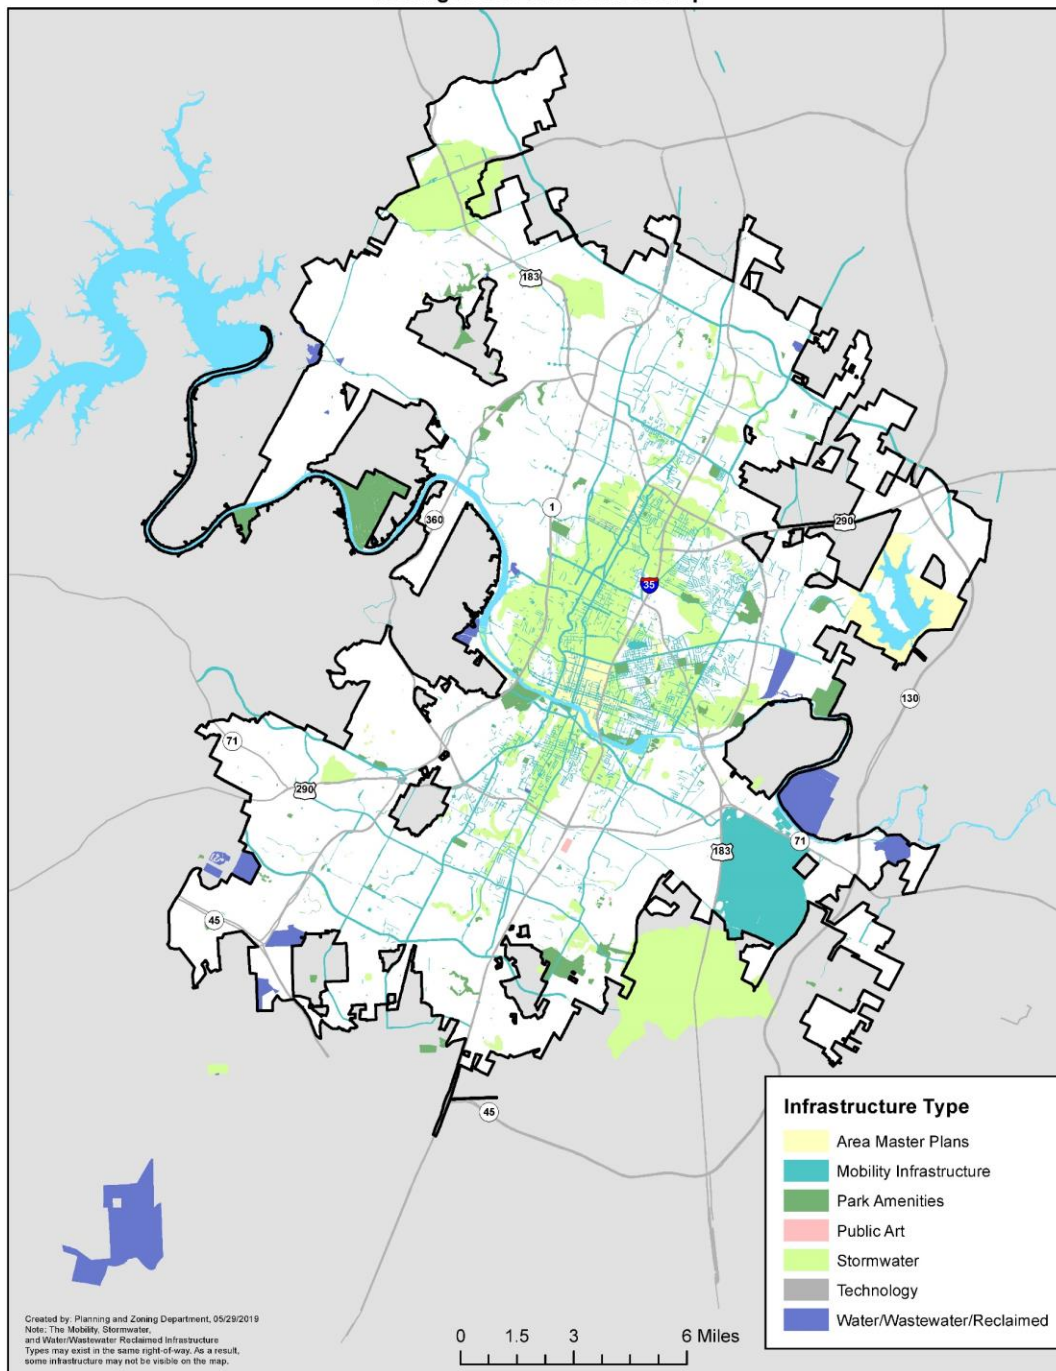 183
360
1
290
35
130
71
290
183
71
45
45
Infrastructure Type
Area Master Plans
Mobility Infrastructure
Park Amenities
Public Art
Stormwater
Technology
Water/Wastewater/Reclaimed
Created by: Planning and Zoning Department, 05/29/2019
Note: The Mobility, Stormwater,
and Water/Wastewater Reclaimed Infrastructure
Types may exist in the same right-of-way. As a result,
some infrastructure may not be visible on the map.
0 1.5 3 6 Miles